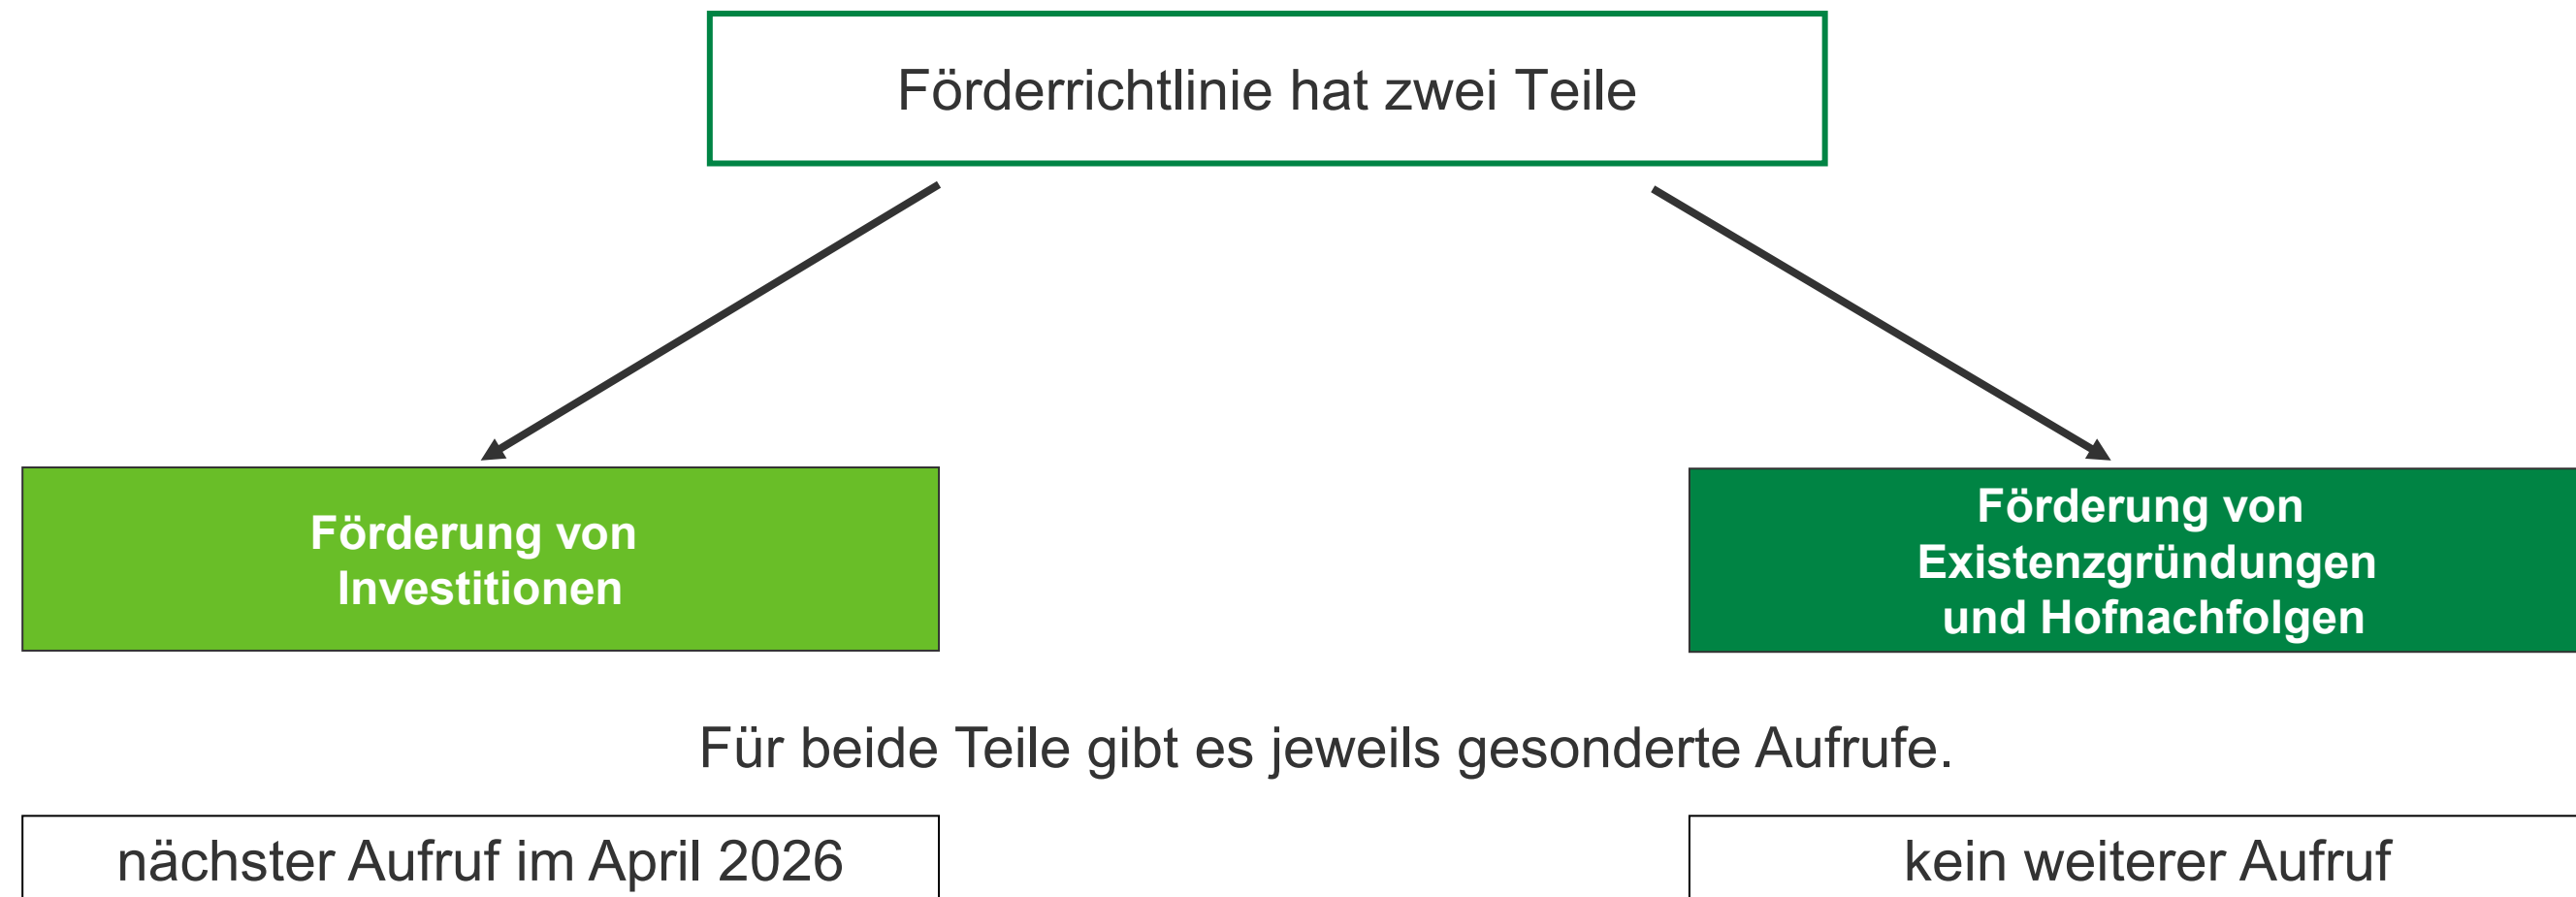 Förderrichtlinie hat zwei Teile
Förderung von
Investitionen
Förderung von
Existenzgründungen
und Hofnachfolgen
Für beide Teile gibt es jeweils gesonderte Aufrufe.
nächster Aufruf im April 2026
kein weiterer Aufruf